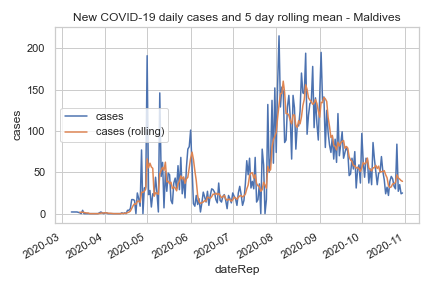 New COVID-19 daily cases and 5 day rolling mean - Maldives
200
150
100
50
0
cases
cases
cases (rolling)
2020-03
2020-04
2020-05
2020-06
2020-07
2020-08
2020-09
2020-10
2020-11
dateRep